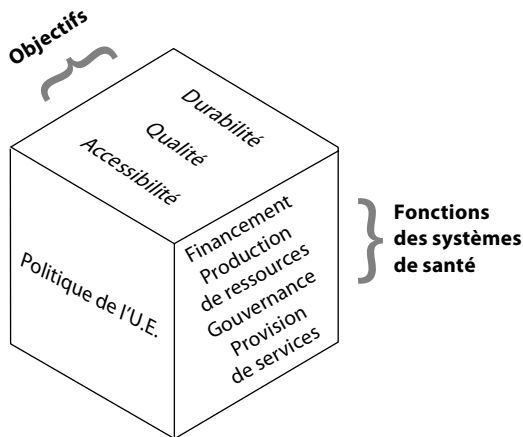 Objectifs
Durabilité
Qualité
Accessibilité
Politique de l’U.E.
Financement
Production
de ressources
Gouvernance
Provision
de services
Fonctions
des systèmes
de santé